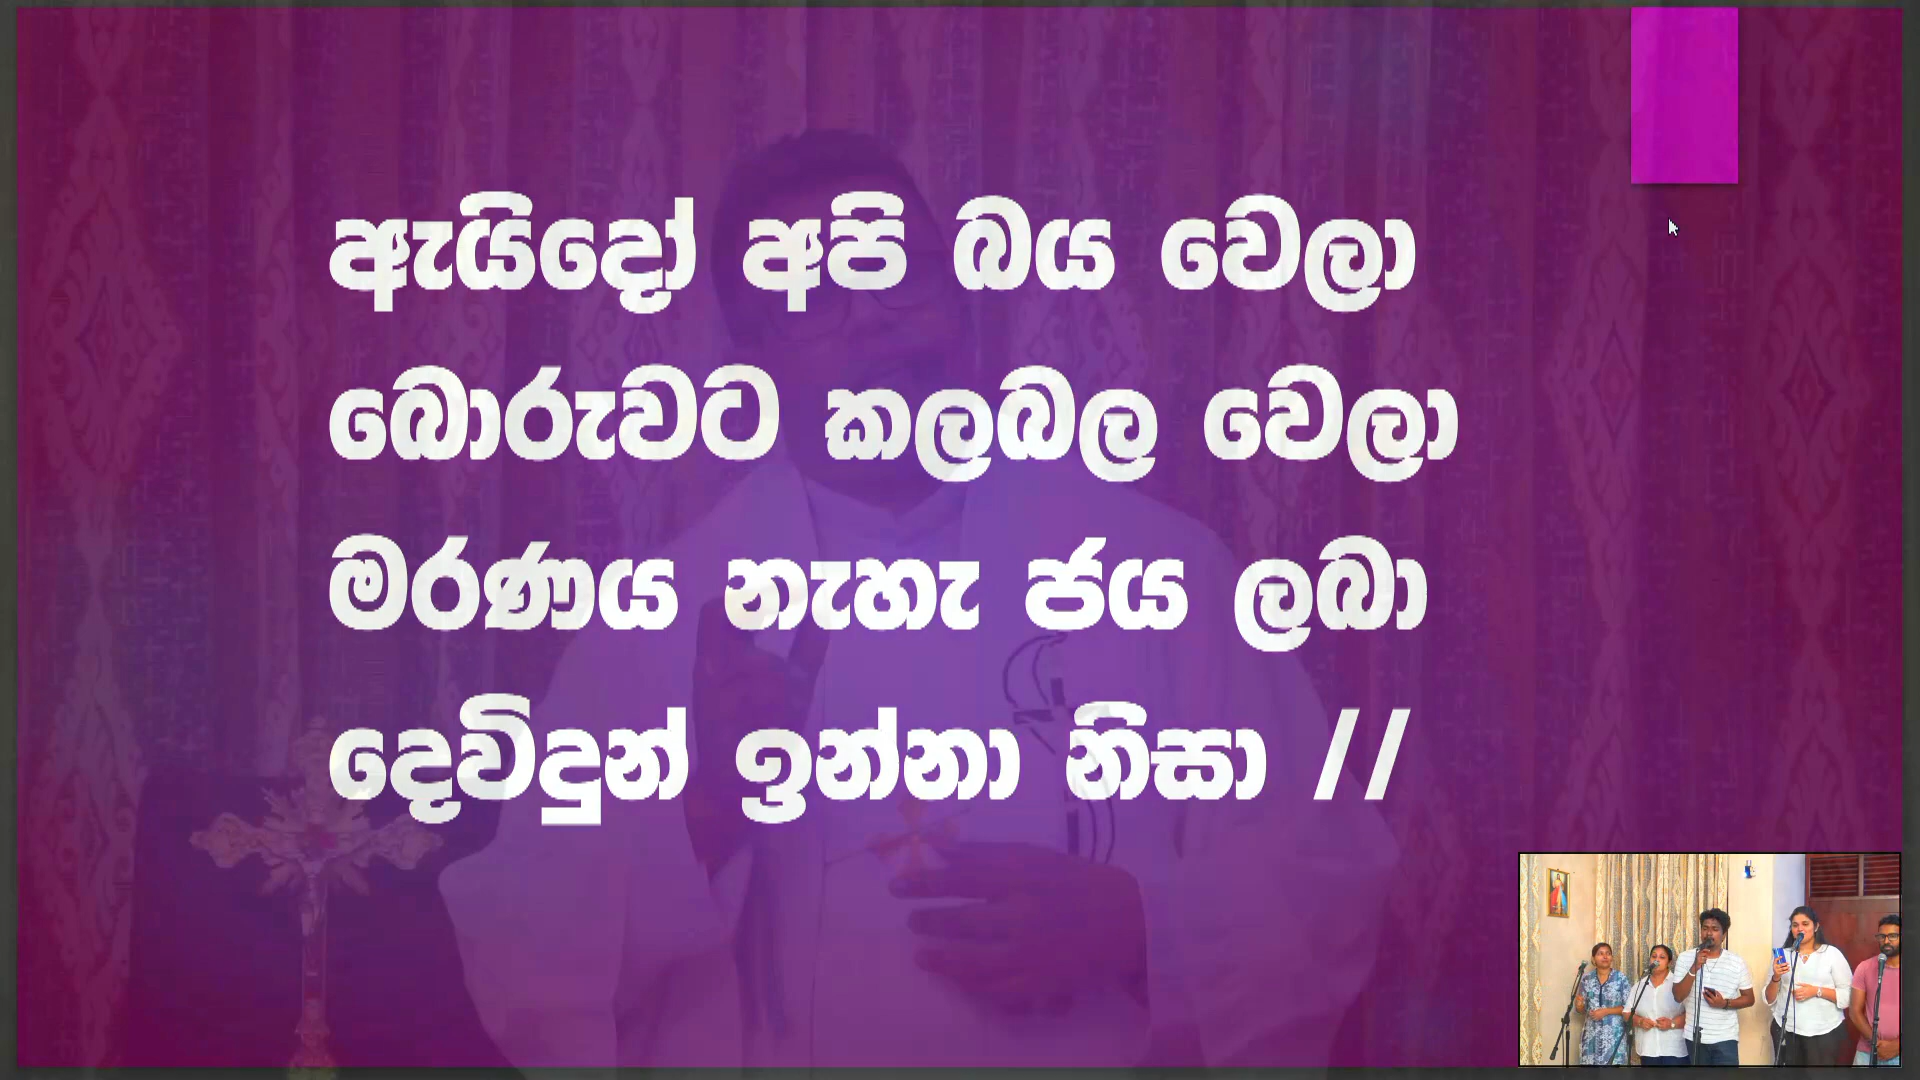 ඇයිදෝ අපි බය වෙලා
බොරුවට කලබල වෙලා
මරණය නැහැ ජය ලබා
දෙවිඳුන් ඉන්නා නිසා //